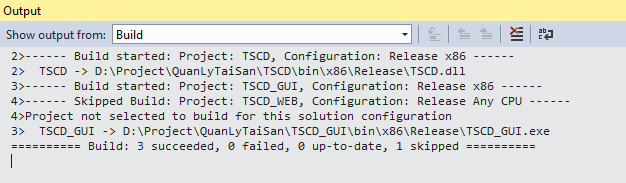 Output
Show output from: Build
2>------ Build started: Project: TSCD, Configuration: Release x86 ------
2>  TSCD -> D:\Project\QuanLyTaiSan\TSCD\bin\x86\Release\TSCD.dll
3>------ Build started: Project: TSCD_GUI, Configuration: Release x86 ------
4>------ Skipped Build: Project: TSCD_WEB, Configuration: Release Any CPU ------
4>Project not selected to build for this solution configuration
3>  TSCD_GUI -> D:\Project\QuanLyTaiSan\TSCD_GUI\bin\x86\Release\TSCD_GUI.exe
========== Build: 3 succeeded, 0 failed, 0 up-to-date, 1 skipped ==========